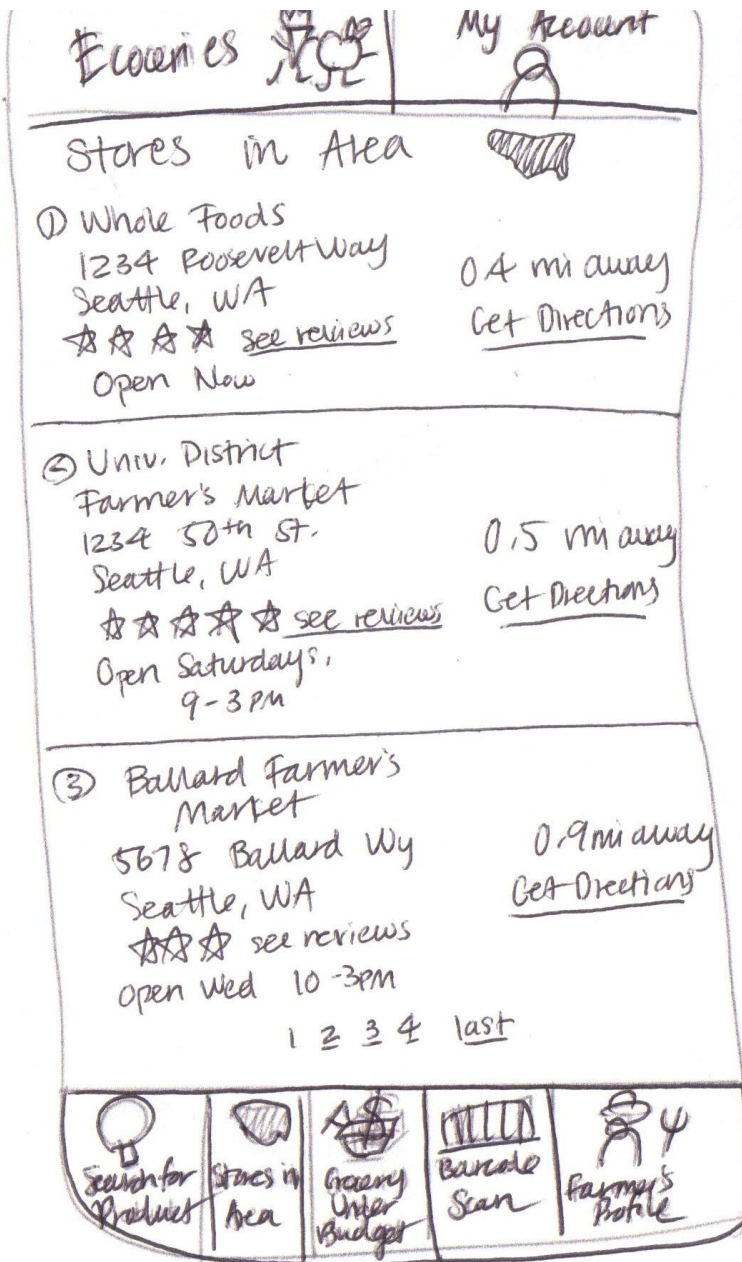 My Account
Stores in Area
① Whole Foods
1234 Roosevelt Way
Seattle, WA
see reviews
Open Now
0.4 mi away
Get Directions
② Univ. District
Farmer's Market
1234 50th St.
Seattle, WA
see reviews
Open Saturdays,
9-3PM
0.5 mi away
Get Directions
③ Ballard Farmer's
Market
5678 Ballard Wy
Seattle, WA
see reviews
Open Wed 10-3PM
0.9 mi away
Get Directions
1 2 3 4 last
Search for
Product
Stores in
Area
Grocery
Under
Budget
Barcode
Scan
Farmer's
Profile